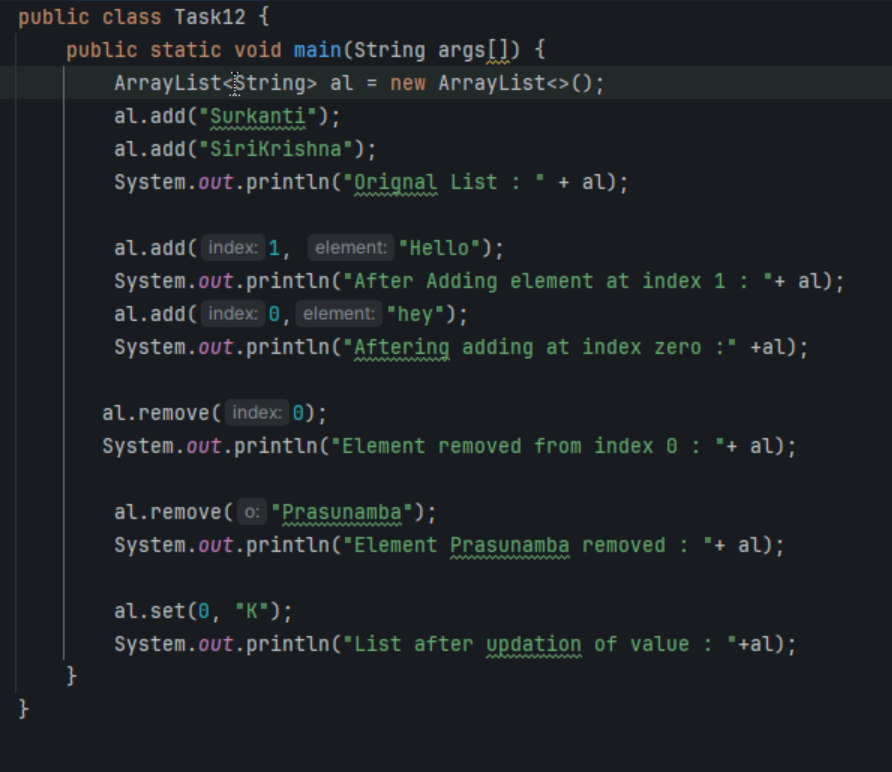 public class Task12 {
public static void main(String args[]) {
ArrayList<String> al = new ArrayList<>();
al.add("Surkanti");
al.add("SiriKrishna");
System.out.println("Orignal List : " + al);
al.add( index: 1, element: "Hello");
System.out.println("After Adding element at index 1 : "+ al);
al.add( index: 0, element: "hey");
System.out.println("Aftering adding at index zero :" +al);
al.remove( index: 0);
System.out.println("Element removed from index 0 : "+ al);
al.remove( o: "Prasunamba");
System.out.println("Element Prasunamba removed : "+ al);
al.set(0, "K");
System.out.println("List after updation of value : "+al);
}
}